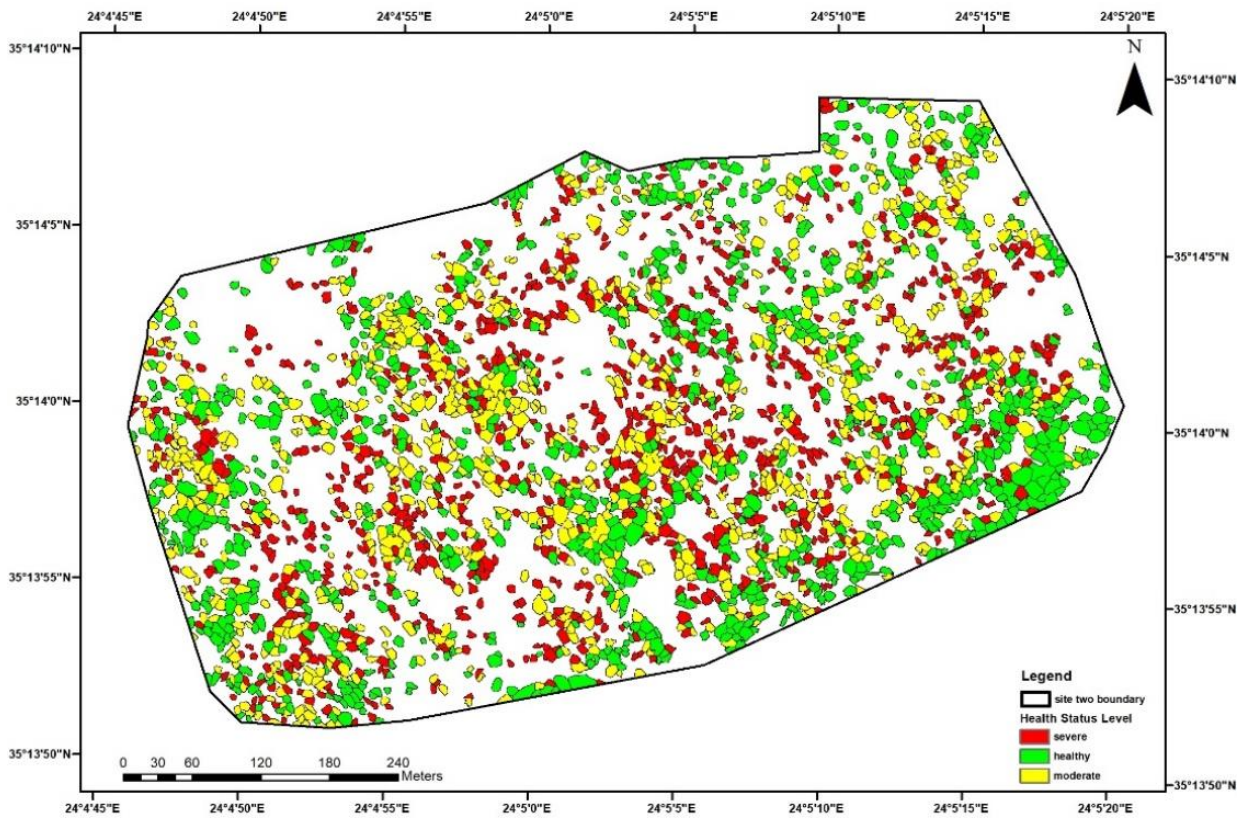 24°4'45"E 24°4'50"E 24°4'55"E 24°5'0"E 24°5'5"E 24°5'10"E 24°5'15"E 24°5'20"E
35°14'10"N
N
35°14'10"N
35°14'5"N
35°14'5"N
35°14'0"N
35°14'0"N
35°13'55"N
35°13'55"N
Legend
site two boundary
Health Status Level
severe
healthy
moderate
35°13'50"N
0 30 60 120 180 240
Meters
35°13'50"N
24°4'45"E 24°4'50"E 24°4'55"E 24°5'0"E 24°5'5"E 24°5'10"E 24°5'15"E 24°5'20"E